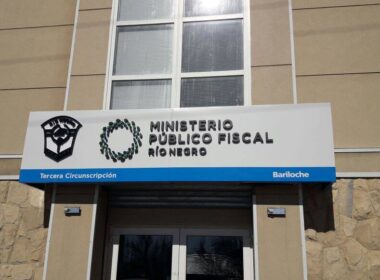 MINISTERIO
PÚBLICO FISCAL
RÍO NEGRO
Tercera Circunscripción
Bariloche